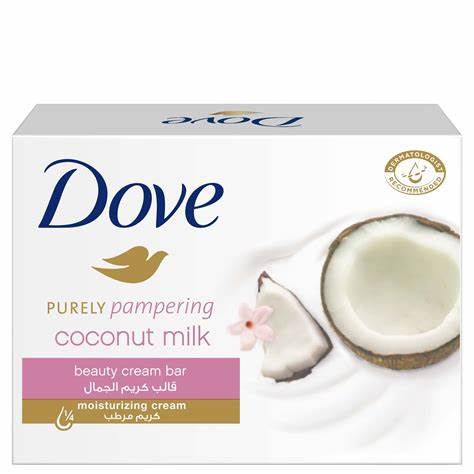 Dove
Dove
DERMATOLOGIST
RECOMMENDED
PURELY pampering
coconut milk
beauty cream bar
قالب كريم الجمال
1/4
moisturizing cream
كريم مرطب